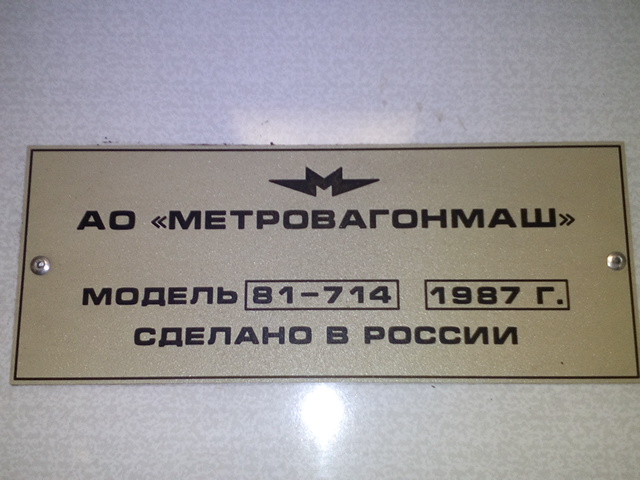 АО «МЕТРОВАГОНМАШ»
МОДЕЛЬ 81-714 1987 Г.
СДЕЛАНО В РОССИИ